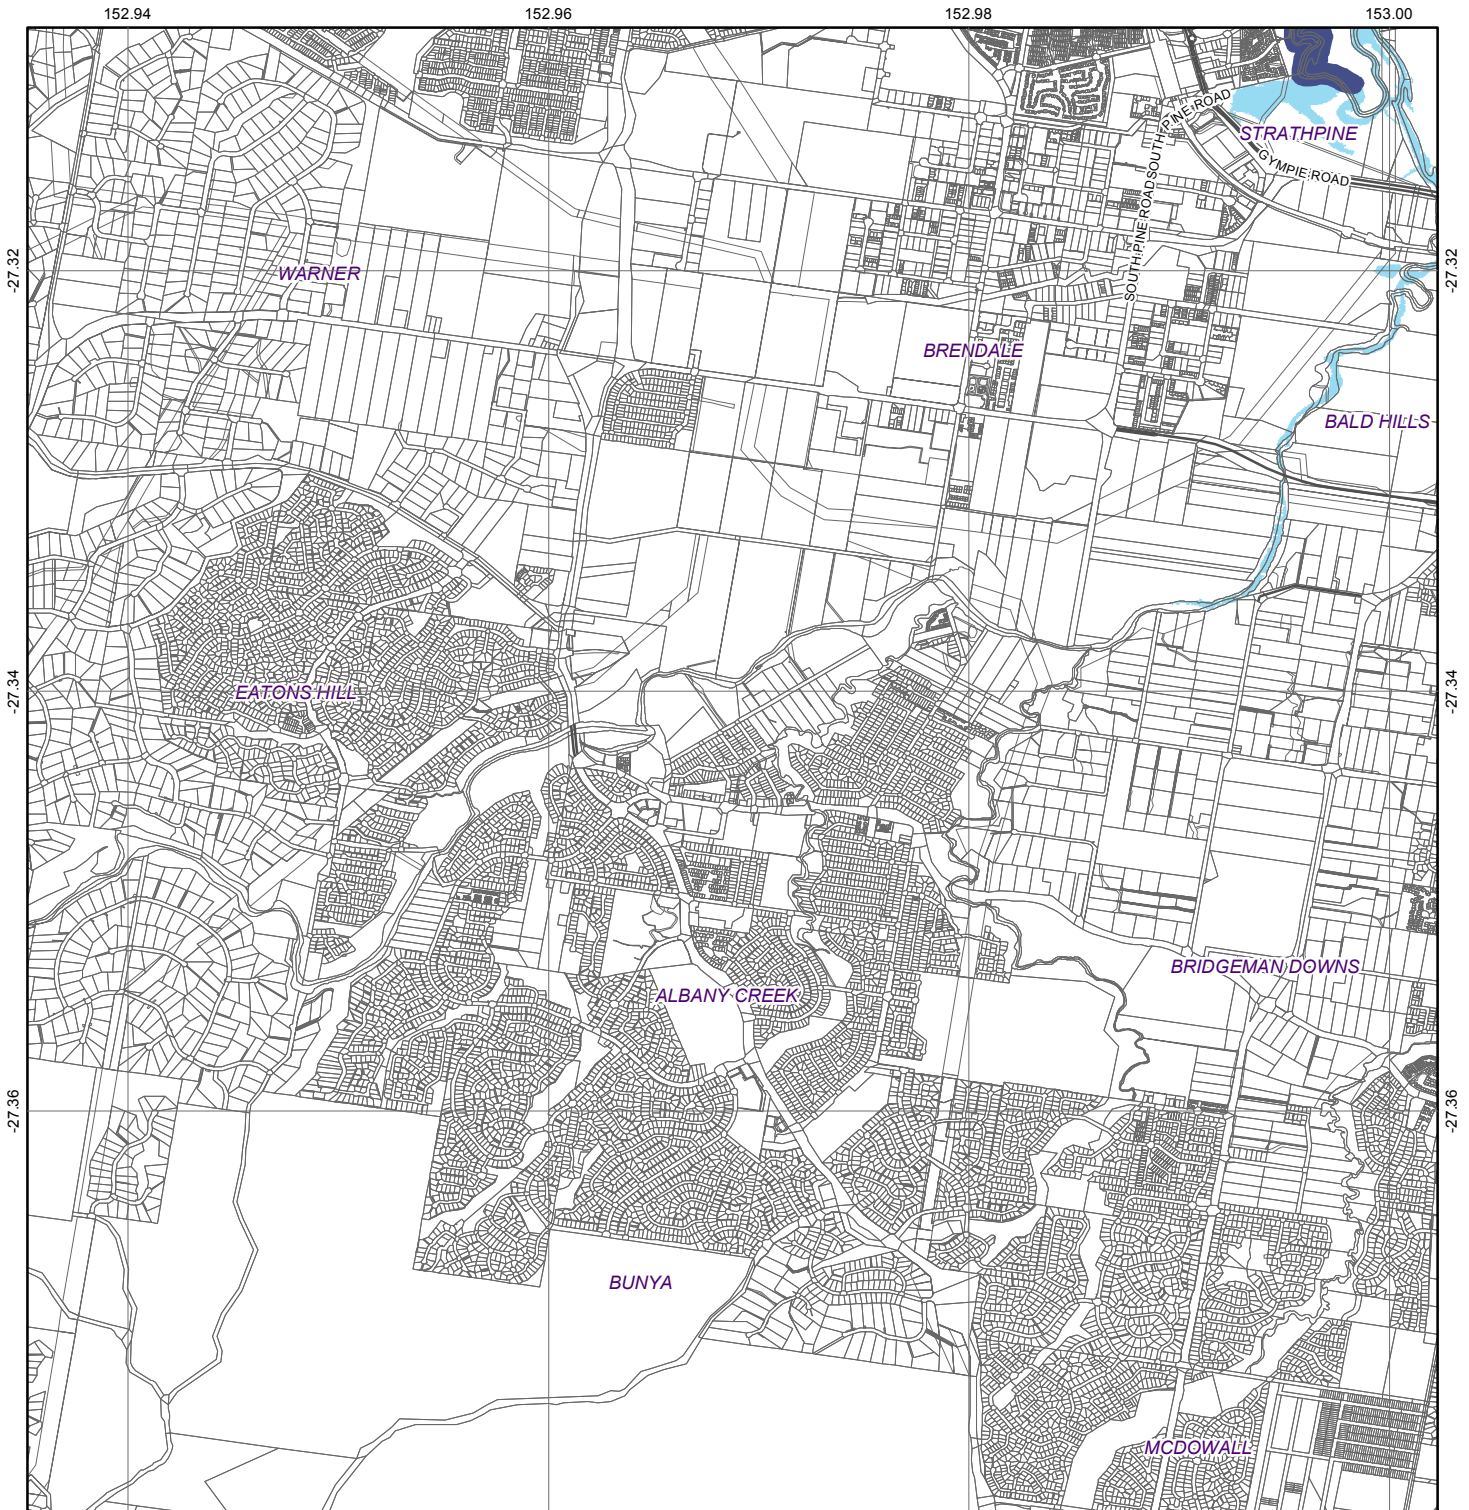 152.94
152.96
152.98
153.00
SOUTH PINE ROAD
STRATHPINE
GYMPIE ROAD
SOUTH PINE ROAD
-27.32
WARNER
-27.32
BRENDALE
BALD HILLS
-27.34
EATONS HILL
-27.34
BRIDGEMAN DOWNS
ALBANY CREEK
-27.36
-27.36
BUNYA
MCDOWALL